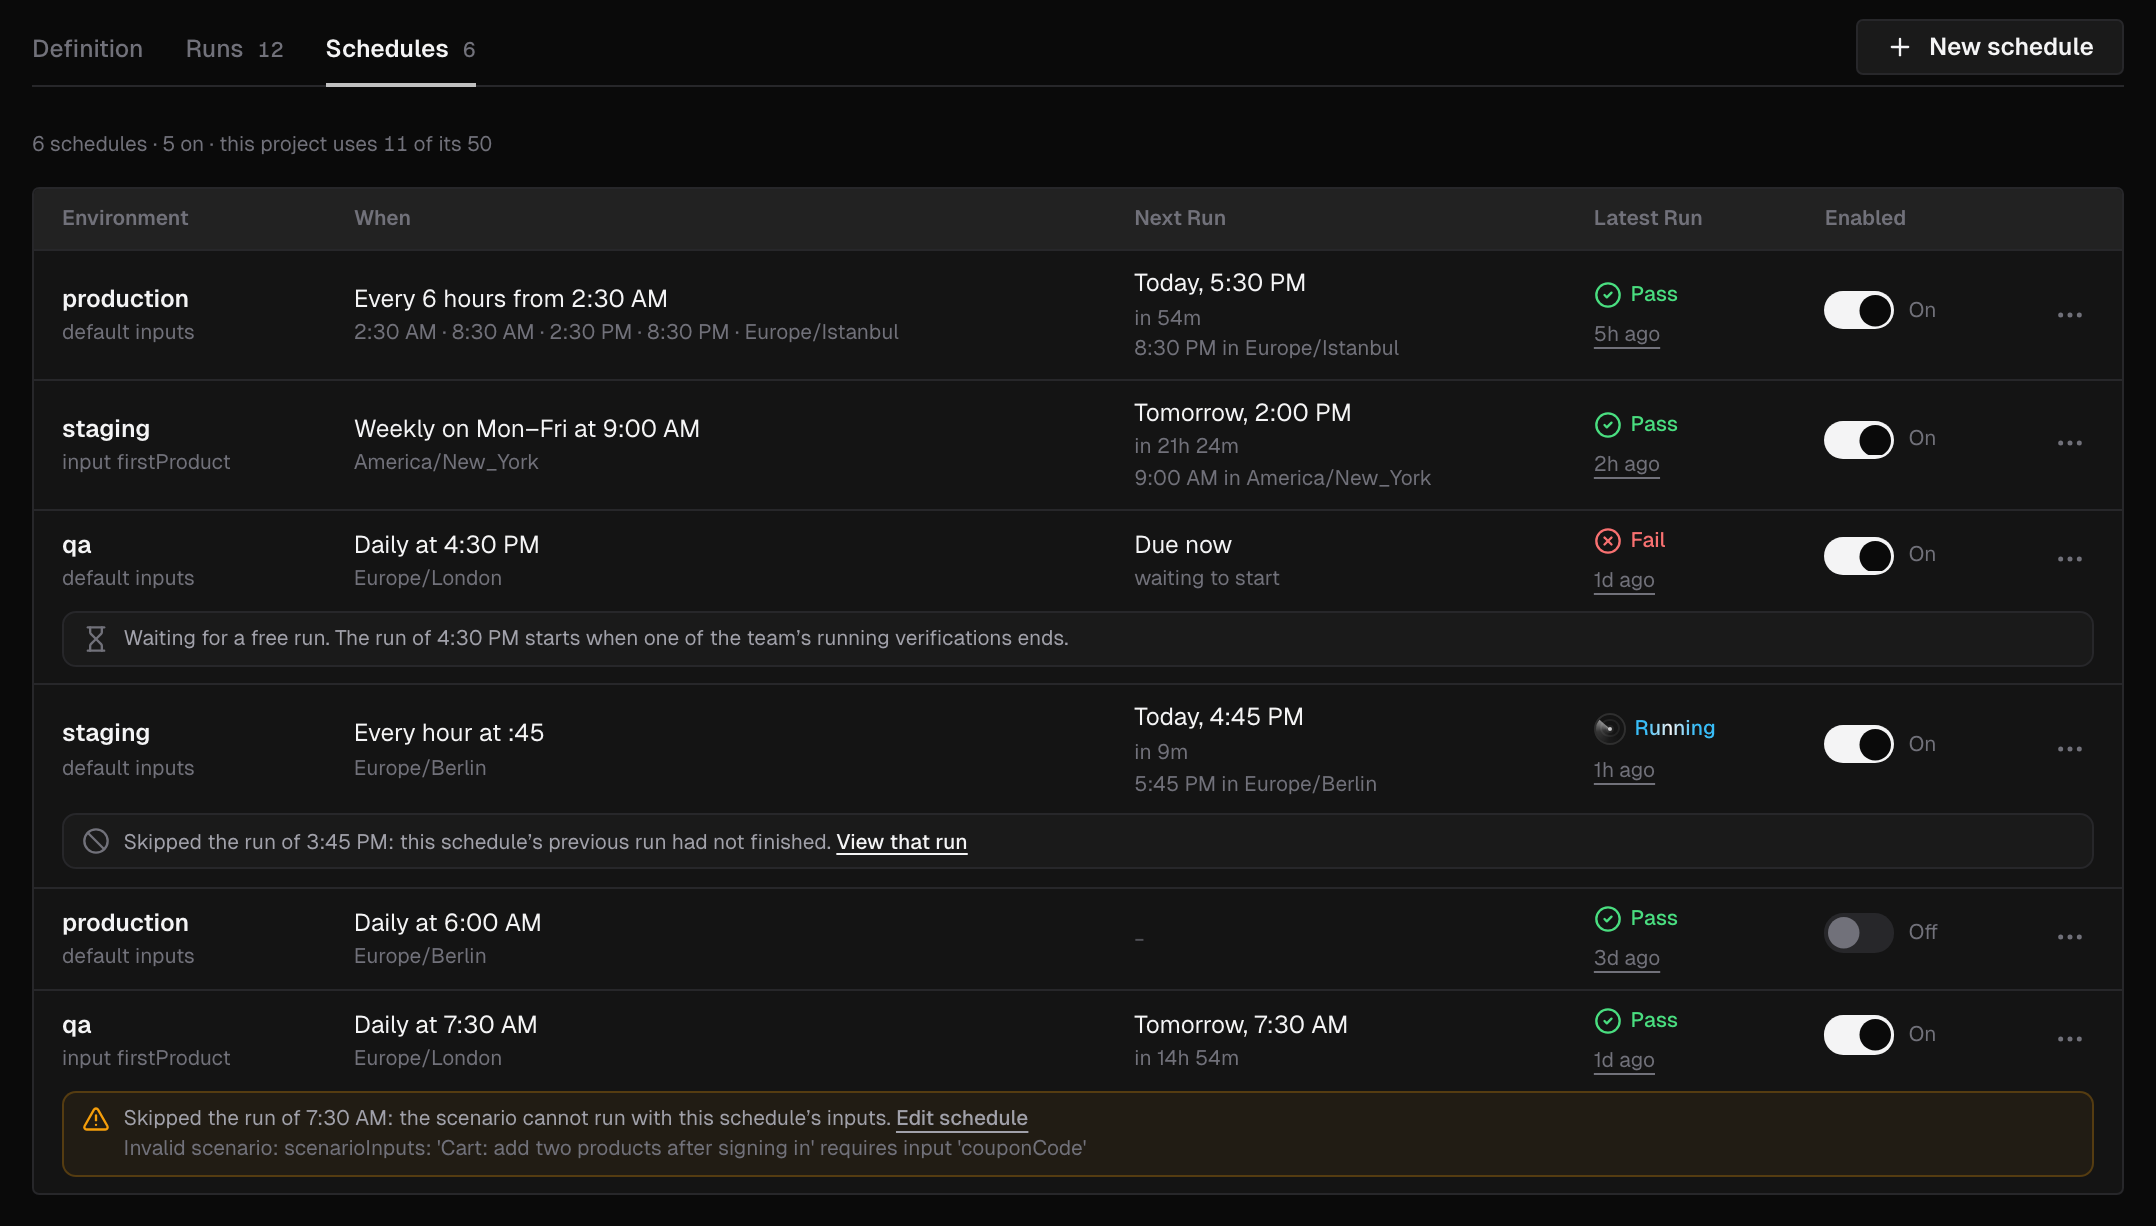 Definition Runs 12 Schedules 6
+ New schedule
6 schedules · 5 on · this project uses 11 of its 50
Environment When Next Run Latest Run Enabled
production
default inputs
Every 6 hours from 2:30 AM
2:30 AM · 8:30 AM · 2:30 PM · 8:30 PM · Europe/Istanbul
Today, 5:30 PM
in 54m
8:30 PM in Europe/Istanbul
Pass
5h ago
On
staging
input firstProduct
Weekly on Mon–Fri at 9:00 AM
America/New_York
Tomorrow, 2:00 PM
in 21h 24m
9:00 AM in America/New_York
Pass
2h ago
On
qa
default inputs
Daily at 4:30 PM
Europe/London
Due now
waiting to start
Fail
1d ago
On
Waiting for a free run. The run of 4:30 PM starts when one of the team’s running verifications ends.
staging
default inputs
Every hour at :45
Europe/Berlin
Today, 4:45 PM
in 9m
5:45 PM in Europe/Berlin
Running
1h ago
On
Skipped the run of 3:45 PM: this schedule’s previous run had not finished. View that run
production
default inputs
Daily at 6:00 AM
Europe/Berlin
-
Pass
3d ago
Off
qa
input firstProduct
Daily at 7:30 AM
Europe/London
Tomorrow, 7:30 AM
in 14h 54m
Pass
1d ago
On
Skipped the run of 7:30 AM: the scenario cannot run with this schedule’s inputs. Edit schedule
Invalid scenario: scenarioInputs: 'Cart: add two products after signing in' requires input 'couponCode'